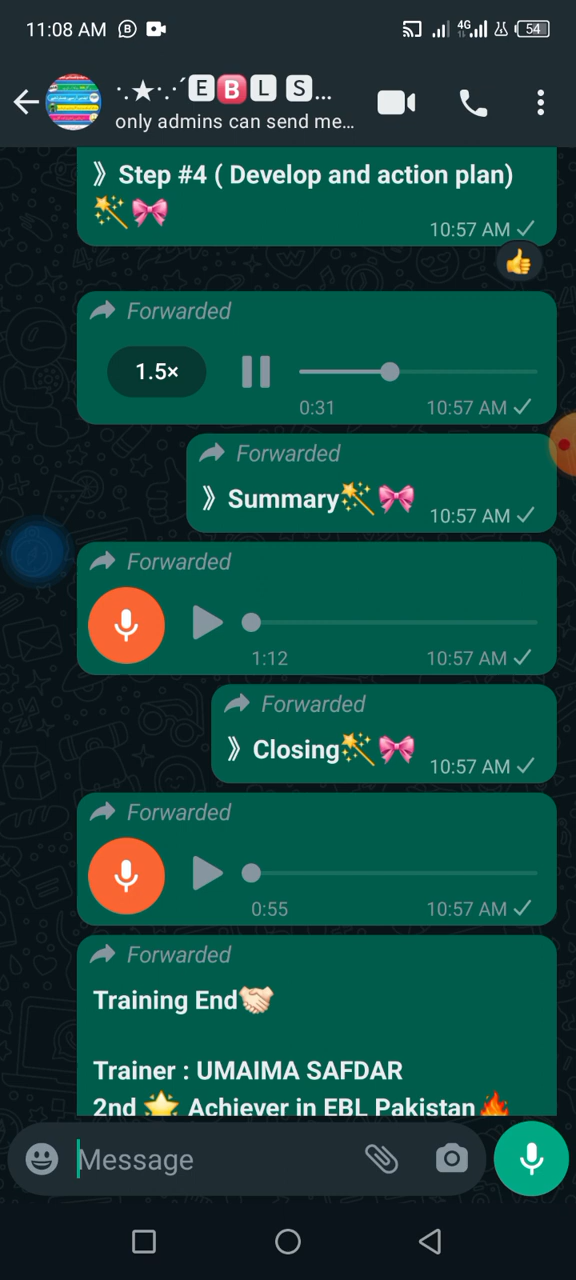 11:08 AM
4G
54
·.★·.·´🅴🅱🅻 🆂...
only admins can send me...
》Step #4 ( Develop and action plan)
🪄🎀
10:57 AM
👍
Forwarded
1.5×
0:31
10:57 AM
Forwarded
》Summary🪄🎀
10:57 AM
Forwarded
1:12
10:57 AM
Forwarded
》Closing🪄🎀
10:57 AM
Forwarded
0:55
10:57 AM
Forwarded
Training End🤝🏻
Trainer : UMAIMA SAFDAR
2nd 🌟 Achiever in EBL Pakistan🔥
Message